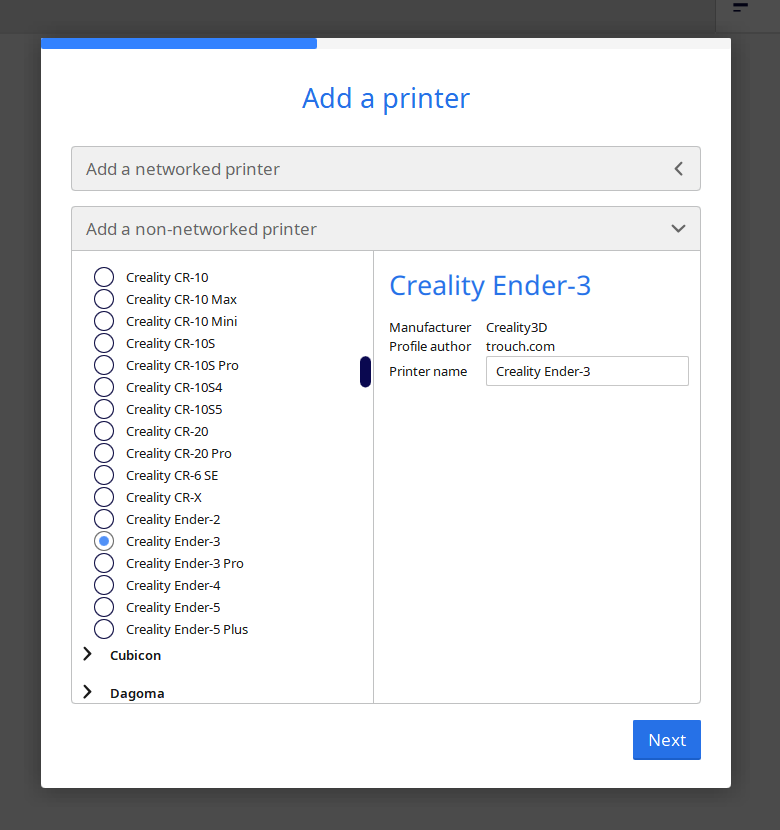 Add a printer
Add a networked printer
Add a non-networked printer
Creality CR-10
Creality CR-10 Max
Creality CR-10 Mini
Creality CR-10S
Creality CR-10S Pro
Creality CR-10S4
Creality CR-10S5
Creality CR-20
Creality CR-20 Pro
Creality CR-6 SE
Creality CR-X
Creality Ender-2
Creality Ender-3
Creality Ender-3 Pro
Creality Ender-4
Creality Ender-5
Creality Ender-5 Plus
Cubicon
Dagoma
Creality Ender-3
Manufacturer Creality3D
Profile author trouch.com
Printer name Creality Ender-3
Next